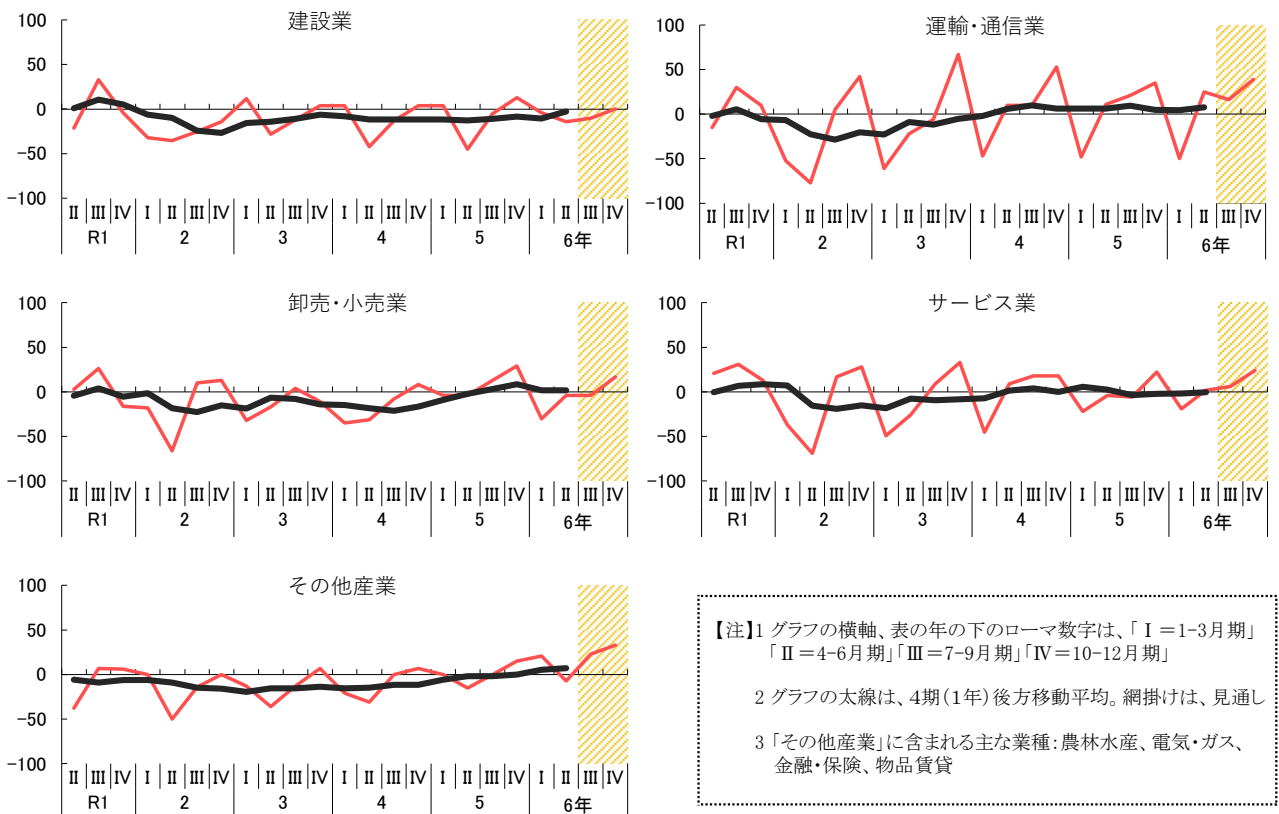 建設業
100
50
0
-50
-100
Ⅱ Ⅲ Ⅳ Ⅰ Ⅱ Ⅲ Ⅳ Ⅰ Ⅱ Ⅲ Ⅳ Ⅰ Ⅱ Ⅲ Ⅳ Ⅰ Ⅱ Ⅲ Ⅳ Ⅰ Ⅱ Ⅲ Ⅳ
R1 2 3 4 5 6年
運輸・通信業
100
50
0
-50
-100
Ⅱ Ⅲ Ⅳ Ⅰ Ⅱ Ⅲ Ⅳ Ⅰ Ⅱ Ⅲ Ⅳ Ⅰ Ⅱ Ⅲ Ⅳ Ⅰ Ⅱ Ⅲ Ⅳ Ⅰ Ⅱ Ⅲ Ⅳ
R1 2 3 4 5 6年
卸売・小売業
100
50
0
-50
-100
Ⅱ Ⅲ Ⅳ Ⅰ Ⅱ Ⅲ Ⅳ Ⅰ Ⅱ Ⅲ Ⅳ Ⅰ Ⅱ Ⅲ Ⅳ Ⅰ Ⅱ Ⅲ Ⅳ Ⅰ Ⅱ Ⅲ Ⅳ
R1 2 3 4 5 6年
サービス業
100
50
0
-50
-100
Ⅱ Ⅲ Ⅳ Ⅰ Ⅱ Ⅲ Ⅳ Ⅰ Ⅱ Ⅲ Ⅳ Ⅰ Ⅱ Ⅲ Ⅳ Ⅰ Ⅱ Ⅲ Ⅳ Ⅰ Ⅱ Ⅲ Ⅳ
R1 2 3 4 5 6年
その他産業
100
50
0
-50
-100
Ⅱ Ⅲ Ⅳ Ⅰ Ⅱ Ⅲ Ⅳ Ⅰ Ⅱ Ⅲ Ⅳ Ⅰ Ⅱ Ⅲ Ⅳ Ⅰ Ⅱ Ⅲ Ⅳ Ⅰ Ⅱ Ⅲ Ⅳ
R1 2 3 4 5 6年
【注】1 グラフの横軸、表の年の下のローマ数字は、「Ⅰ＝1-3月期」
「Ⅱ＝4-6月期」「Ⅲ＝7-9月期」「Ⅳ＝10-12月期」
2 グラフの太線は、4期(1年)後方移動平均。網掛けは、見通し
3 「その他産業」に含まれる主な業種：農林水産、電気・ガス、
金融・保険、物品賃貸